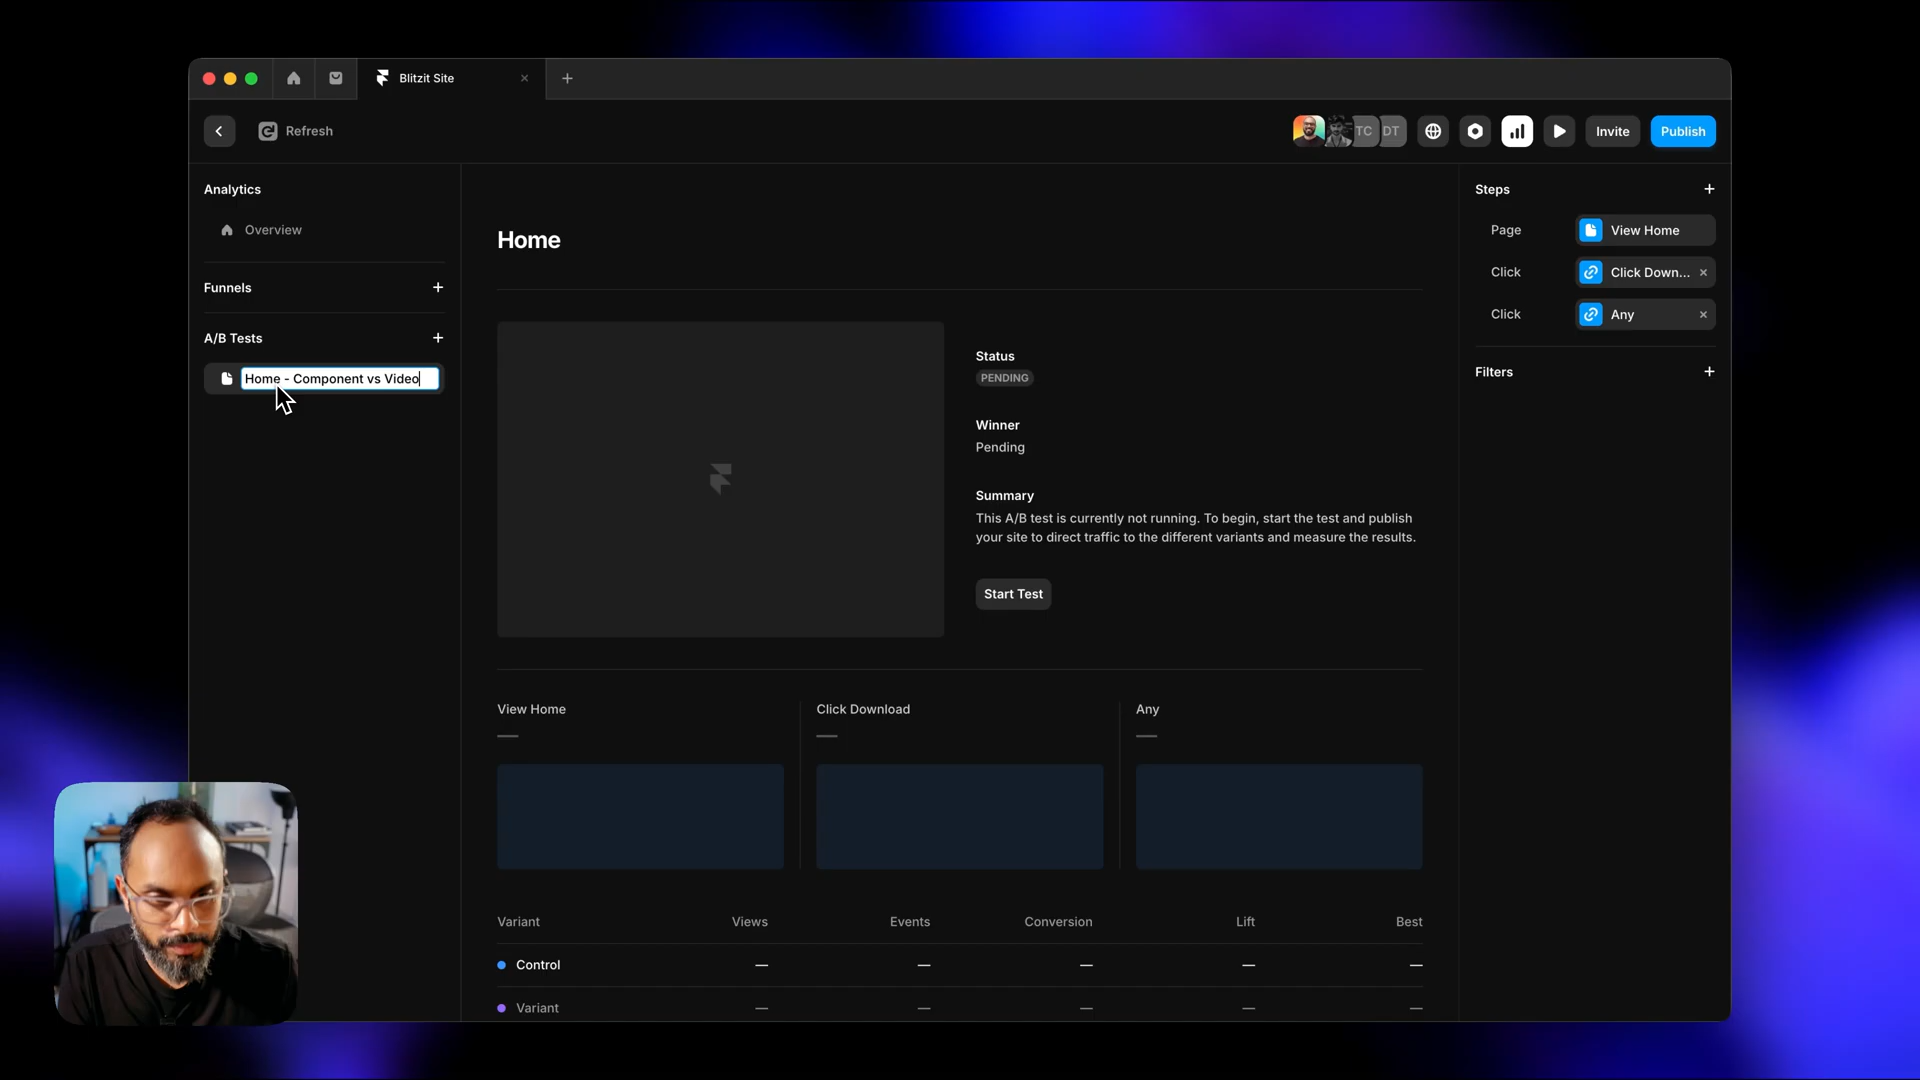 Blitzit Site
Refresh
TC
DT
Invite
Publish
Analytics
Overview
Funnels
A/B Tests
Home - Component vs Video
Home
Status
PENDING
Winner
Pending
Summary
This A/B test is currently not running. To begin, start the test and publish
your site to direct traffic to the different variants and measure the results.
Start Test
View Home
Click Download
Any
Variant Views Events Conversion Lift Best
Control — — — — —
Variant — — — — —
Steps
Page View Home
Click Click Down...
Click Any
Filters